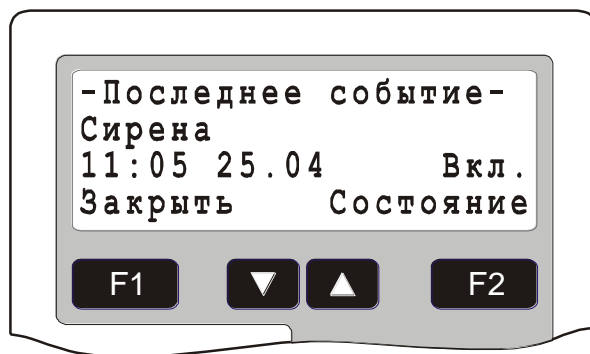 -Последнее событие-
Сирена
11:05 25.04 Вкл.
Закрыть Состояние
F1 F2